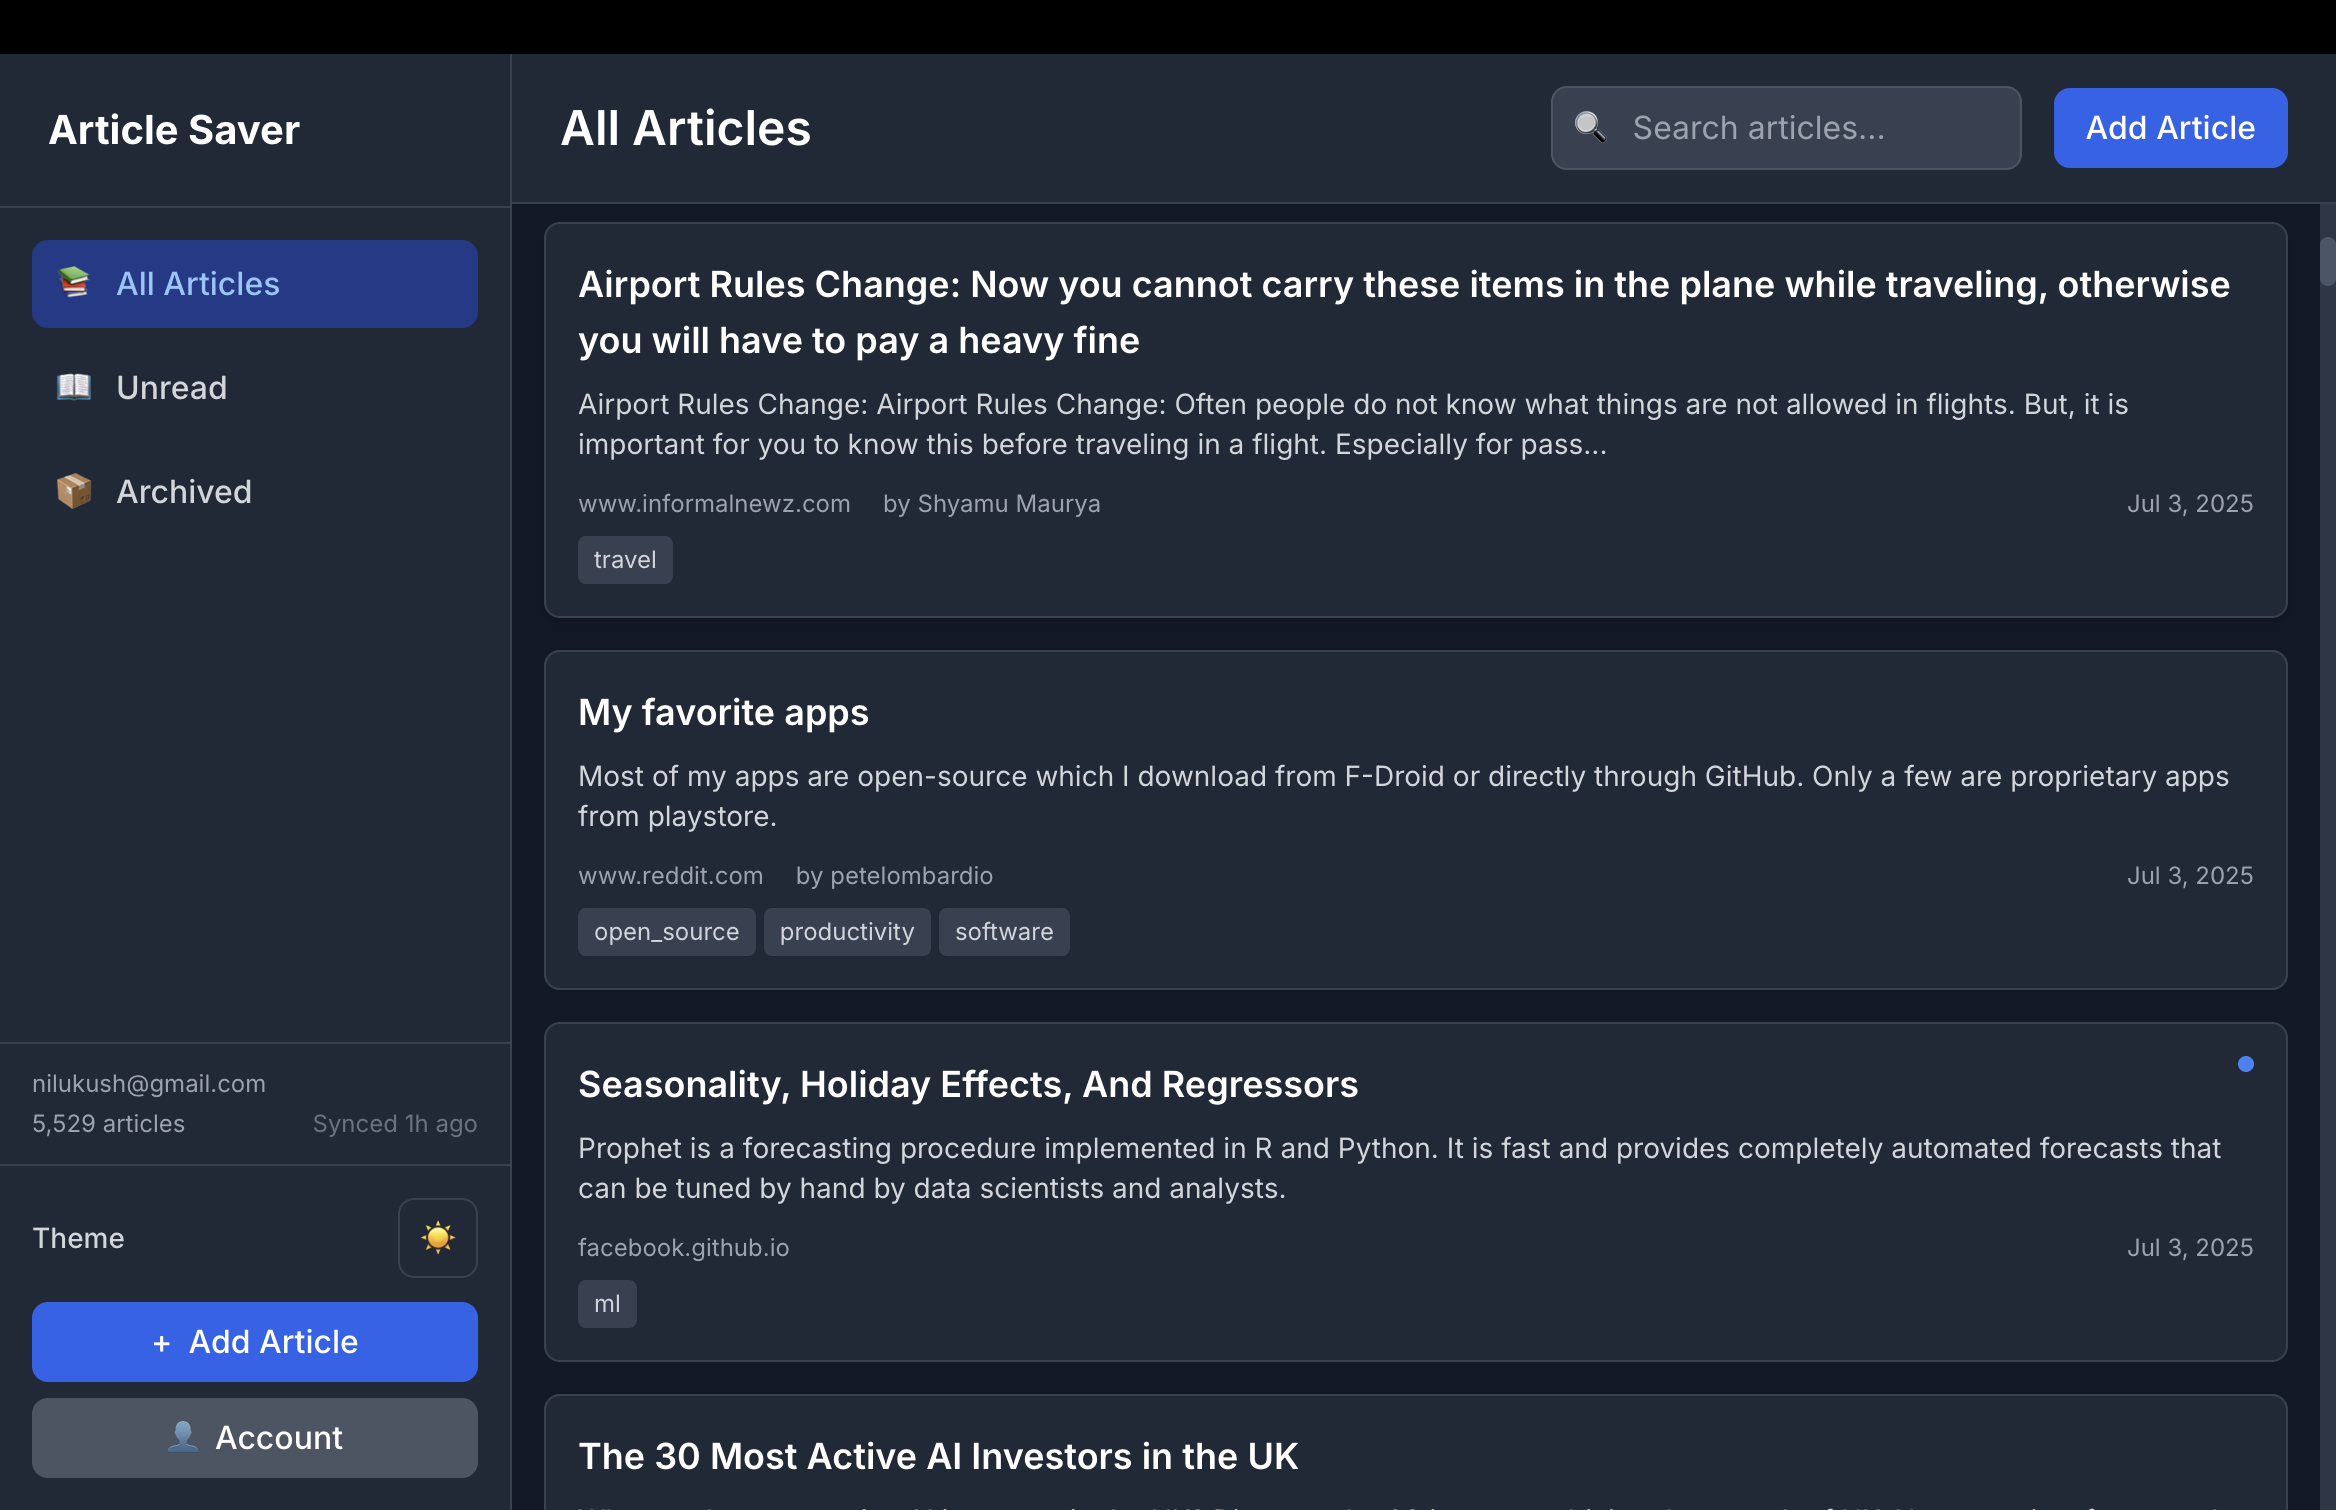 Article Saver
All Articles
Unread
Archived
nilukush@gmail.com
5,529 articles
Synced 1h ago
Theme
+ Add Article
Account
All Articles
Search articles...
Add Article
Airport Rules Change: Now you cannot carry these items in the plane while traveling, otherwise
you will have to pay a heavy fine
Airport Rules Change: Airport Rules Change: Often people do not know what things are not allowed in flights. But, it is
important for you to know this before traveling in a flight. Especially for pass...
www.informalnewz.com by Shyamu Maurya
Jul 3, 2025
travel
My favorite apps
Most of my apps are open-source which I download from F-Droid or directly through GitHub. Only a few are proprietary apps
from playstore.
www.reddit.com by petelombardio
Jul 3, 2025
open_source productivity software
Seasonality, Holiday Effects, And Regressors
Prophet is a forecasting procedure implemented in R and Python. It is fast and provides completely automated forecasts that
can be tuned by hand by data scientists and analysts.
facebook.github.io
Jul 3, 2025
ml
The 30 Most Active AI Investors in the UK